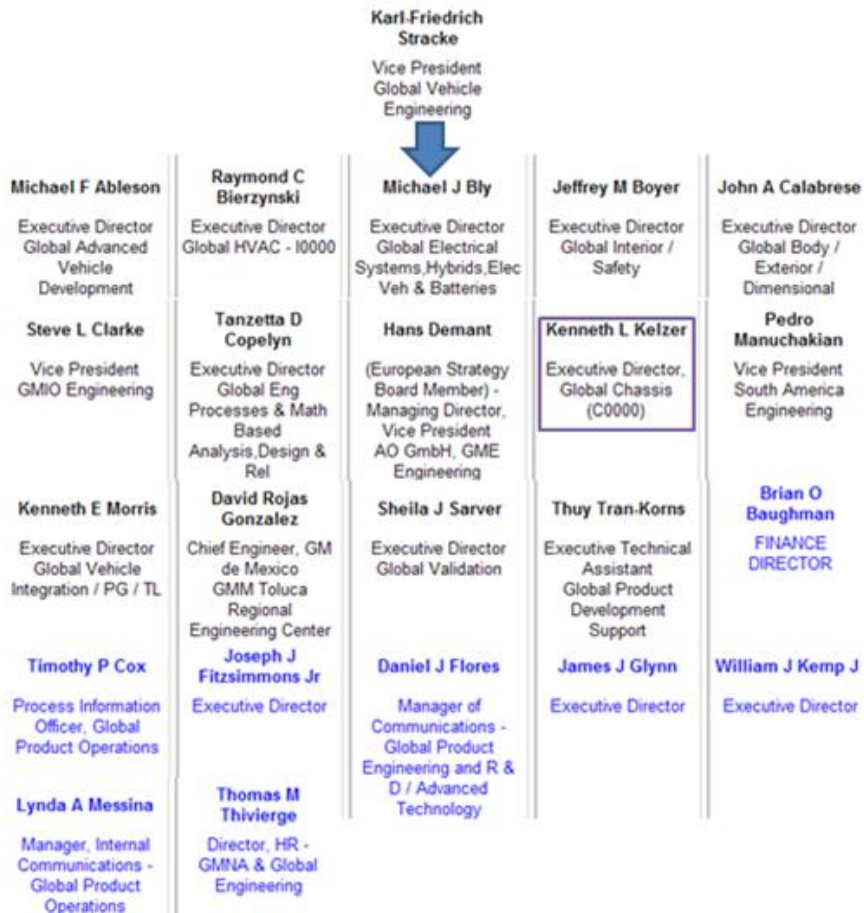 Karl-Friedrich
Stracke
Vice President
Global Vehicle
Engineering
Michael F Ableson
Executive Director
Global Advanced
Vehicle
Development
Raymond C
Bierzynski
Executive Director
Global HVAC - I0000
Michael J Bly
Executive Director
Global Electrical
Systems,Hybrids,Elec
Veh & Batteries
Jeffrey M Boyer
Executive Director
Global Interior /
Safety
John A Calabrese
Executive Director
Global Body /
Exterior /
Dimensional
Steve L Clarke
Vice President
GMIO Engineering
Tanzetta D
Copelyn
Executive Director
Global Eng
Processes & Math
Based
Analysis,Design &
Rel
Hans Demant
(European Strategy
Board Member) -
Managing Director,
Vice President
AO GmbH, GME
Engineering
Kenneth L Kelzer
Executive Director,
Global Chassis
(C0000)
Pedro
Manuchakian
Vice President
South America
Engineering
Kenneth E Morris
Executive Director
Global Vehicle
Integration / PG / TL
David Rojas
Gonzalez
Chief Engineer, GM
de Mexico
GMM Toluca
Regional
Engineering Center
Sheila J Sarver
Executive Director
Global Validation
Thuy Tran-Korns
Executive Technical
Assistant
Global Product
Development
Support
Brian O
Baughman
FINANCE
DIRECTOR
Timothy P Cox
Process Information
Officer, Global
Product Operations
Joseph J
Fitzsimmons Jr
Executive Director
Daniel J Flores
Manager of
Communications -
Global Product
Engineering and R &
D / Advanced
Technology
James J Glynn
Executive Director
William J Kemp J
Executive Director
Lynda A Messina
Manager, Internal
Communications -
Global Product
Operations
Thomas M
Thivierge
Director, HR -
GMNA & Global
Engineering